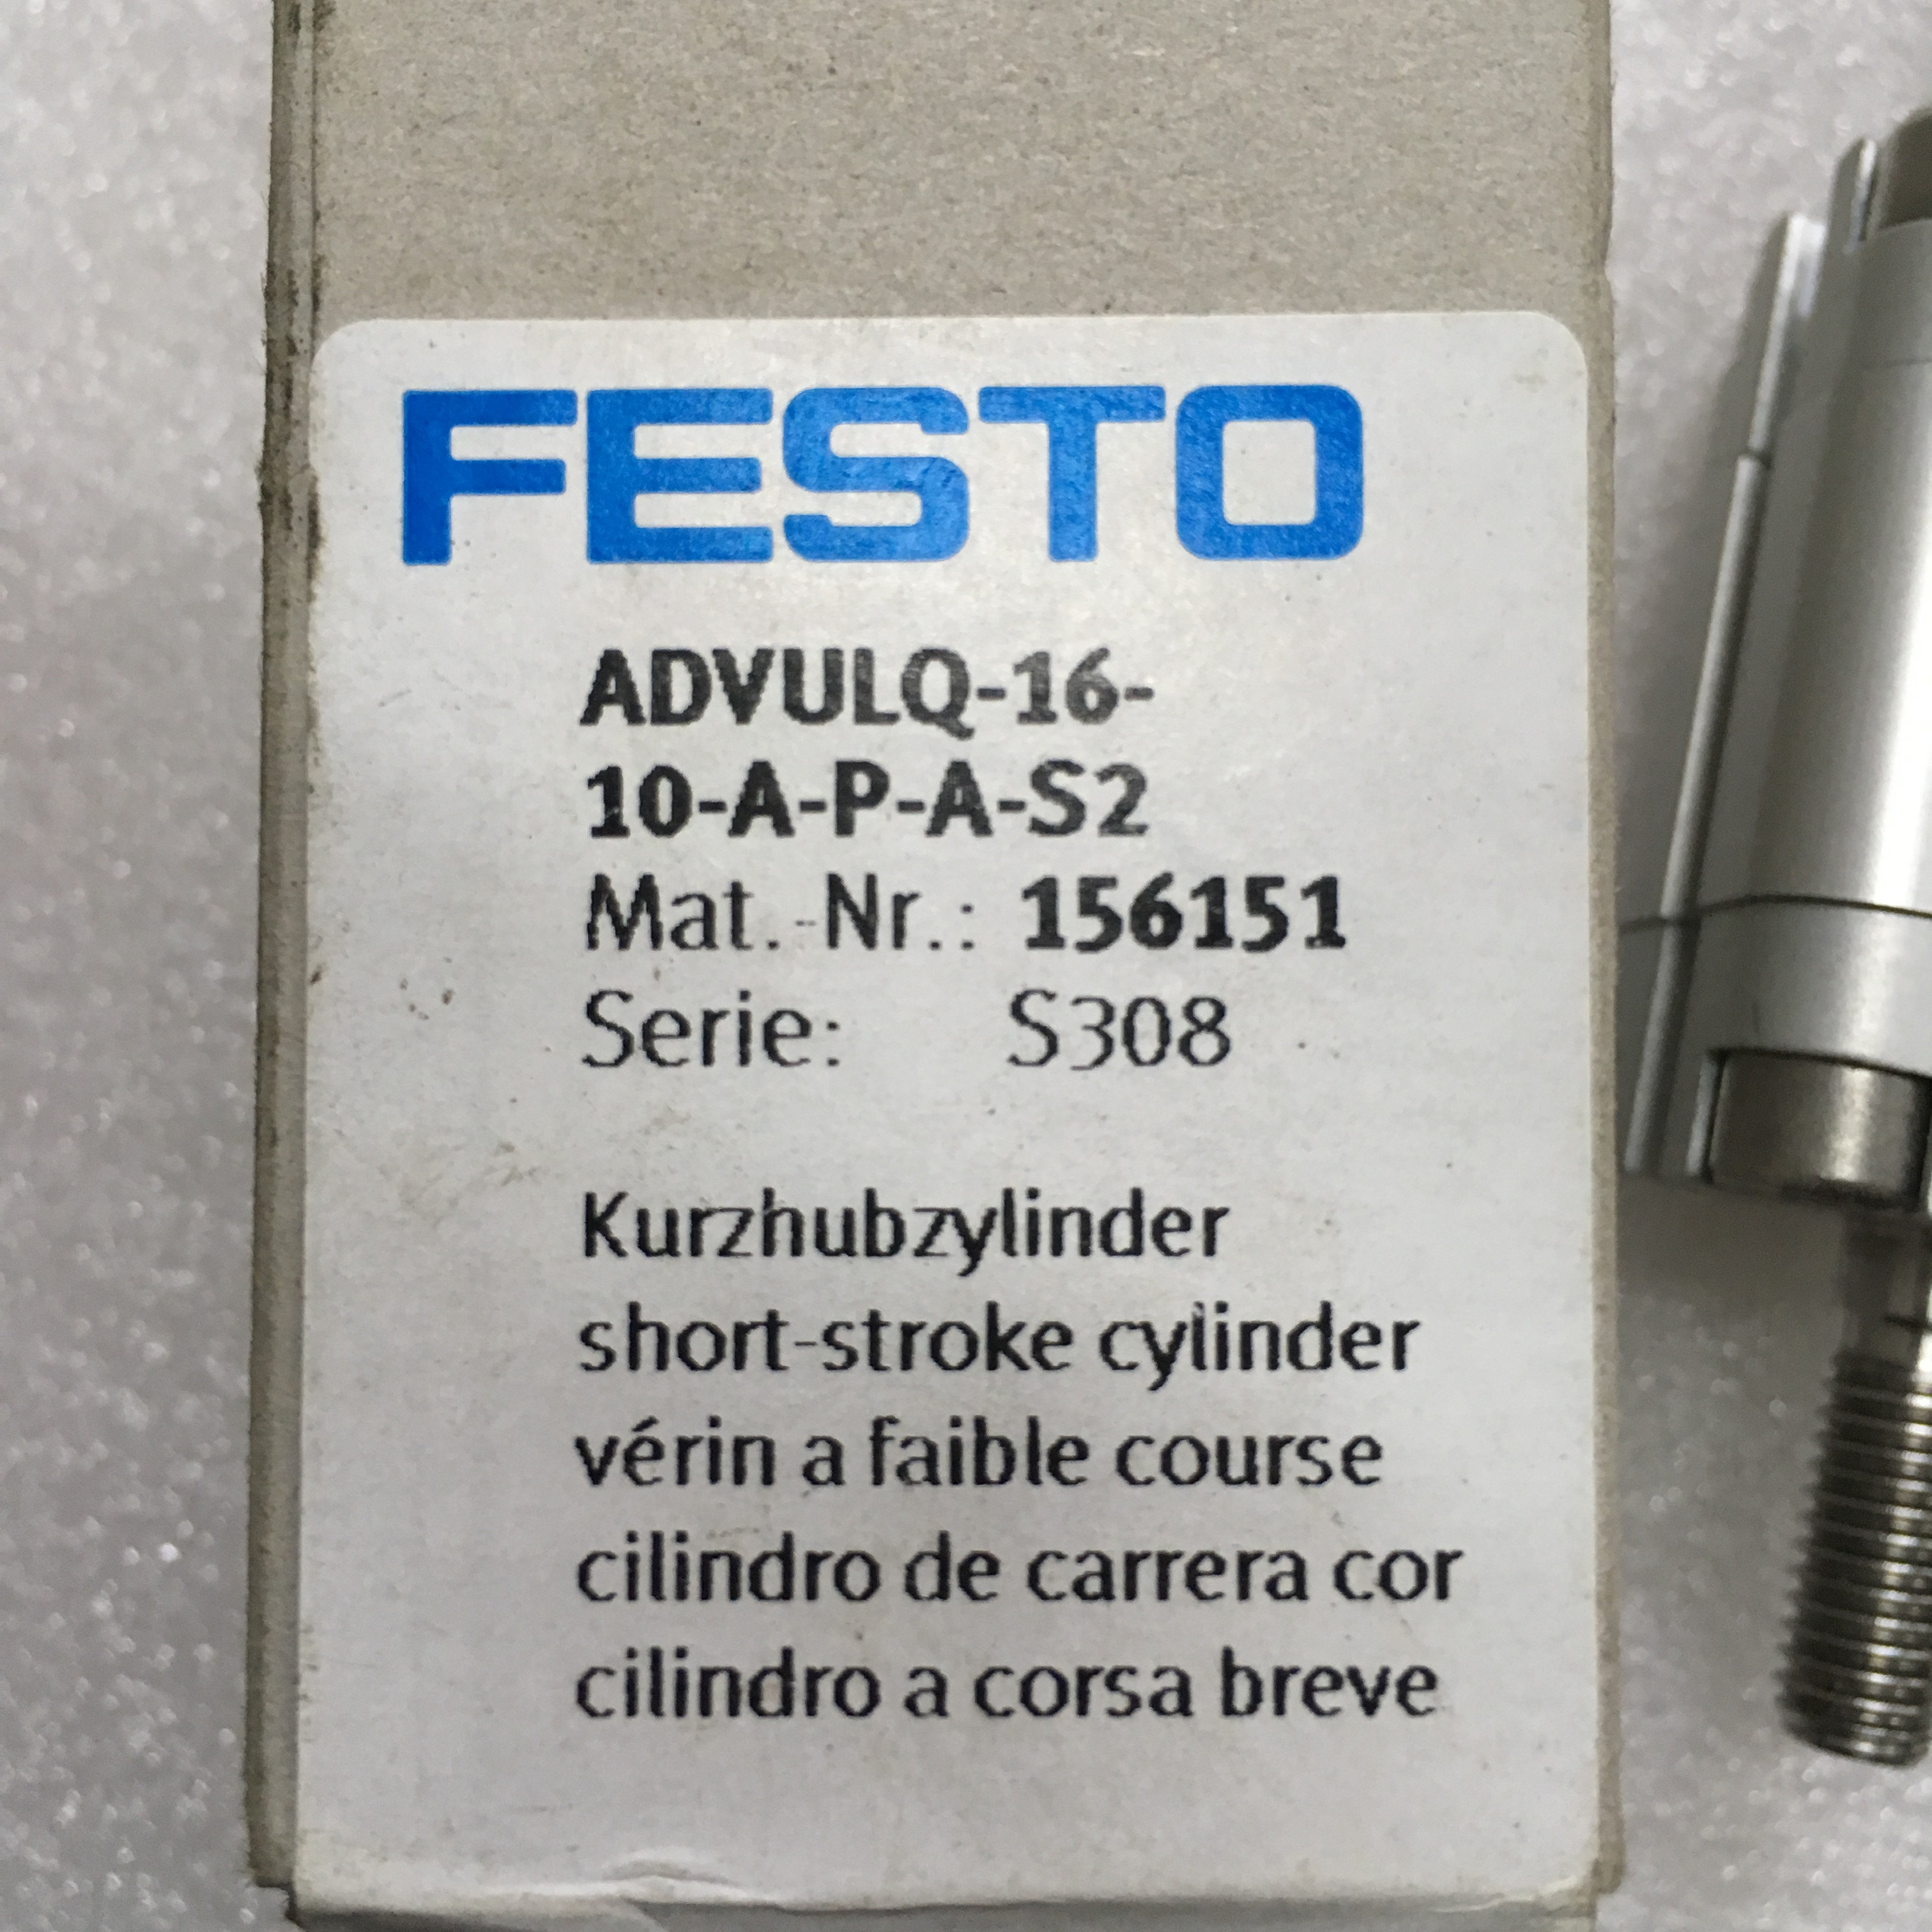 FESTO
ADVULQ-16-
10-A-P-A-S2
Mat.-Nr.: 156151
Serie: S308
Kurzhubzylinder
short-stroke cylinder
vérin a faible course
cilindro de carrera cor
cilindro a corsa breve